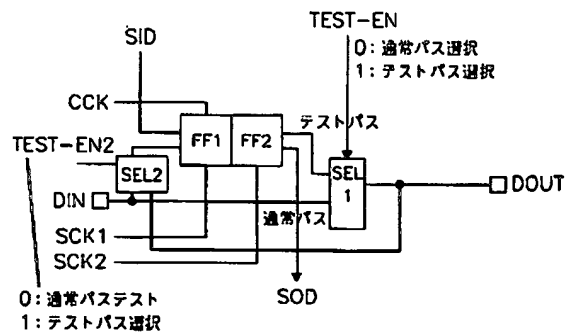 TEST-EN
0:通常パス選択
1:テストパス選択
SID
CCK
テストパス
TEST-EN2
FF1
FF2
SEL2
SEL
1
DIN
DOUT
通常パス
SCK1
SCK2
SOD
0:通常パステスト
1:テストパス選択